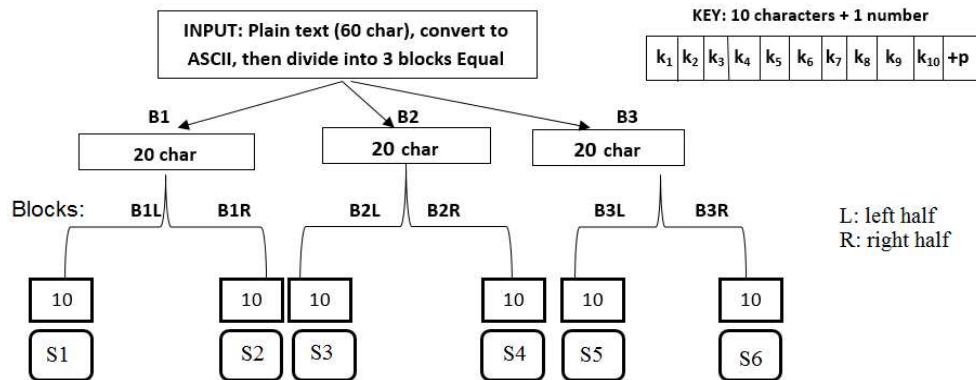 INPUT: Plain text (60 char), convert to
ASCII, then divide into 3 blocks Equal
KEY: 10 characters + 1 number
k1 k2 k3 k4 k5 k6 k7 k8 k9 k10 +p
B1 B2 B3
20 char 20 char 20 char
Blocks: B1L B1R B2L B2R B3L B3R
L: left half
R: right half
10 10 10 10 10 10
S1 S2 S3 S4 S5 S6